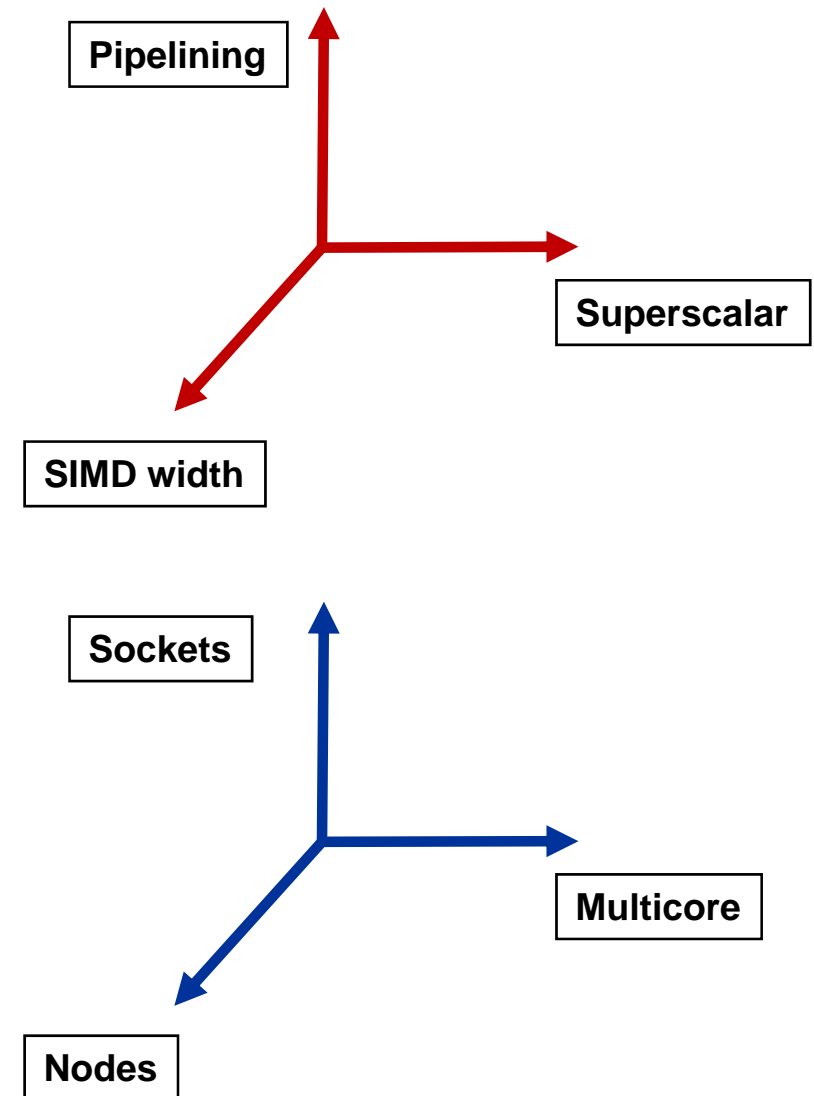 Pipelining
Superscalar
SIMD width
Sockets
Multicore
Nodes